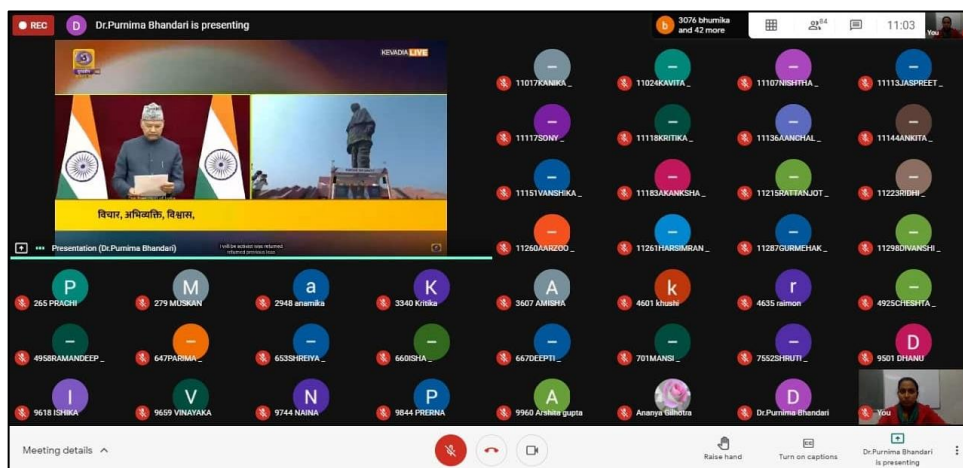 REC
D
Dr.Purnima Bhandari is presenting
b
3076 bhumika
and 42 more
84
11:03
You
KEVADIA LIVE
विचार, अभिव्यक्ति, विश्वास,
Presentation (Dr.Purnima Bhandari)
11017KANIKA _
11024KAVITA _
11107NISHTHA _
11113JASPREET _
11117SONY _
11118KRITIKA _
11136AANCHAL _
11144ANKITA _
11151VANSHIKA _
11183AKANKSHA _
11215RATTANJOT _
11223RIDHI _
11260AARZOO _
11261HARSIMRAN _
11287GURMEHAK _
11298DIVANSHI _
P
M
a
K
A
k
r
265 PRACHI
279 MUSKAN
2948 anamika
3340 Kritika
3607 AMISHA
4601 khushi
4635 raimon
4925CHESHTA _
D
4958RAMANDEEP _
647PARIMA _
653SHREIYA _
660ISHA _
667DEEPTI _
701MANSI _
7552SHRUTI _
9501 DHANU
I
V
N
P
A
D
9618 ISHIKA
9659 VINAYAKA
9744 NAINA
9844 PRERNA
9960 Arshita gupta
Ananya Gilhotra
Dr.Purnima Bhandari
You
Meeting details
Raise hand
Turn on captions
Dr.Purnima Bhandari
is presenting